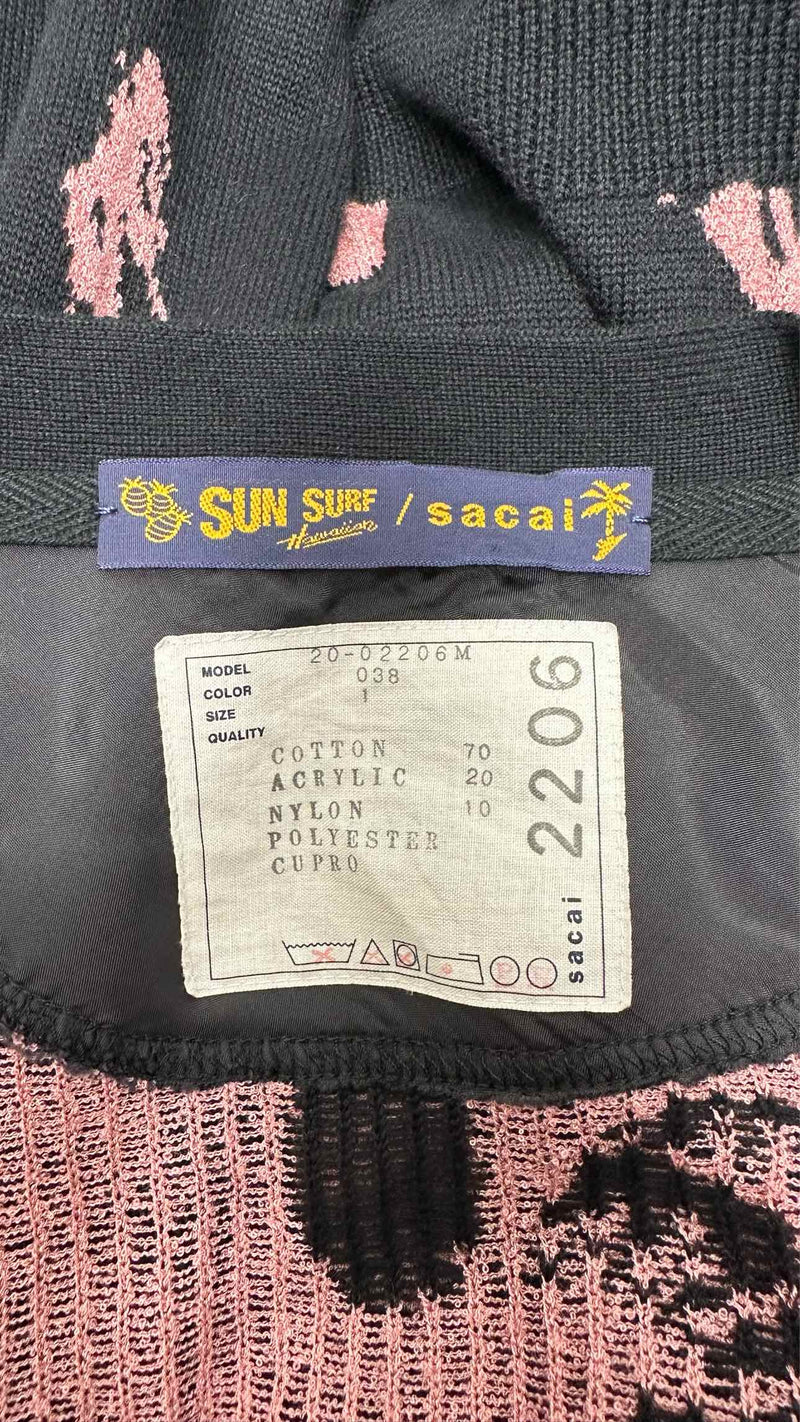 SUN SURF / sacai
Hawaiian
MODEL 20-02206M
COLOR 038
SIZE 1
QUALITY
COTTON 70
ACRYLIC 20
NYLON 10
POLYESTER
CUPRO
2206
sacai